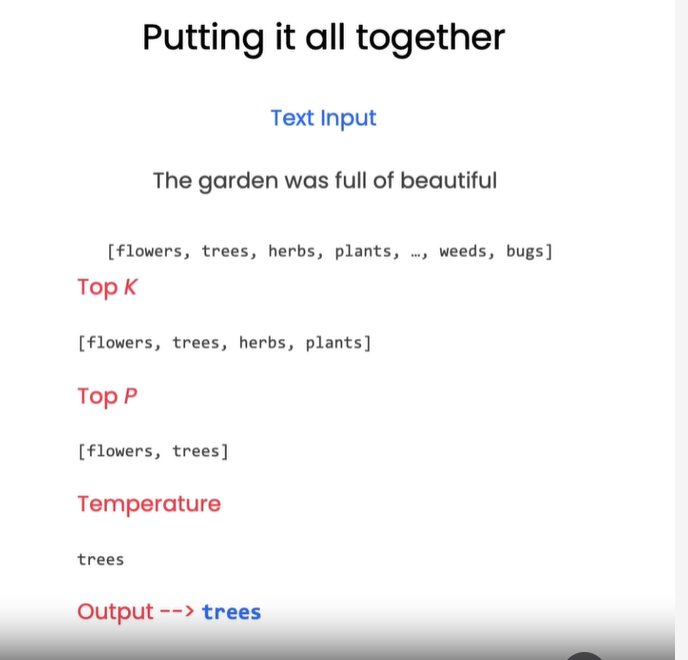 Putting it all together
Text Input
The garden was full of beautiful
[flowers, trees, herbs, plants, …, weeds, bugs]
Top K
[flowers, trees, herbs, plants]
Top P
[flowers, trees]
Temperature
trees
Output --> trees